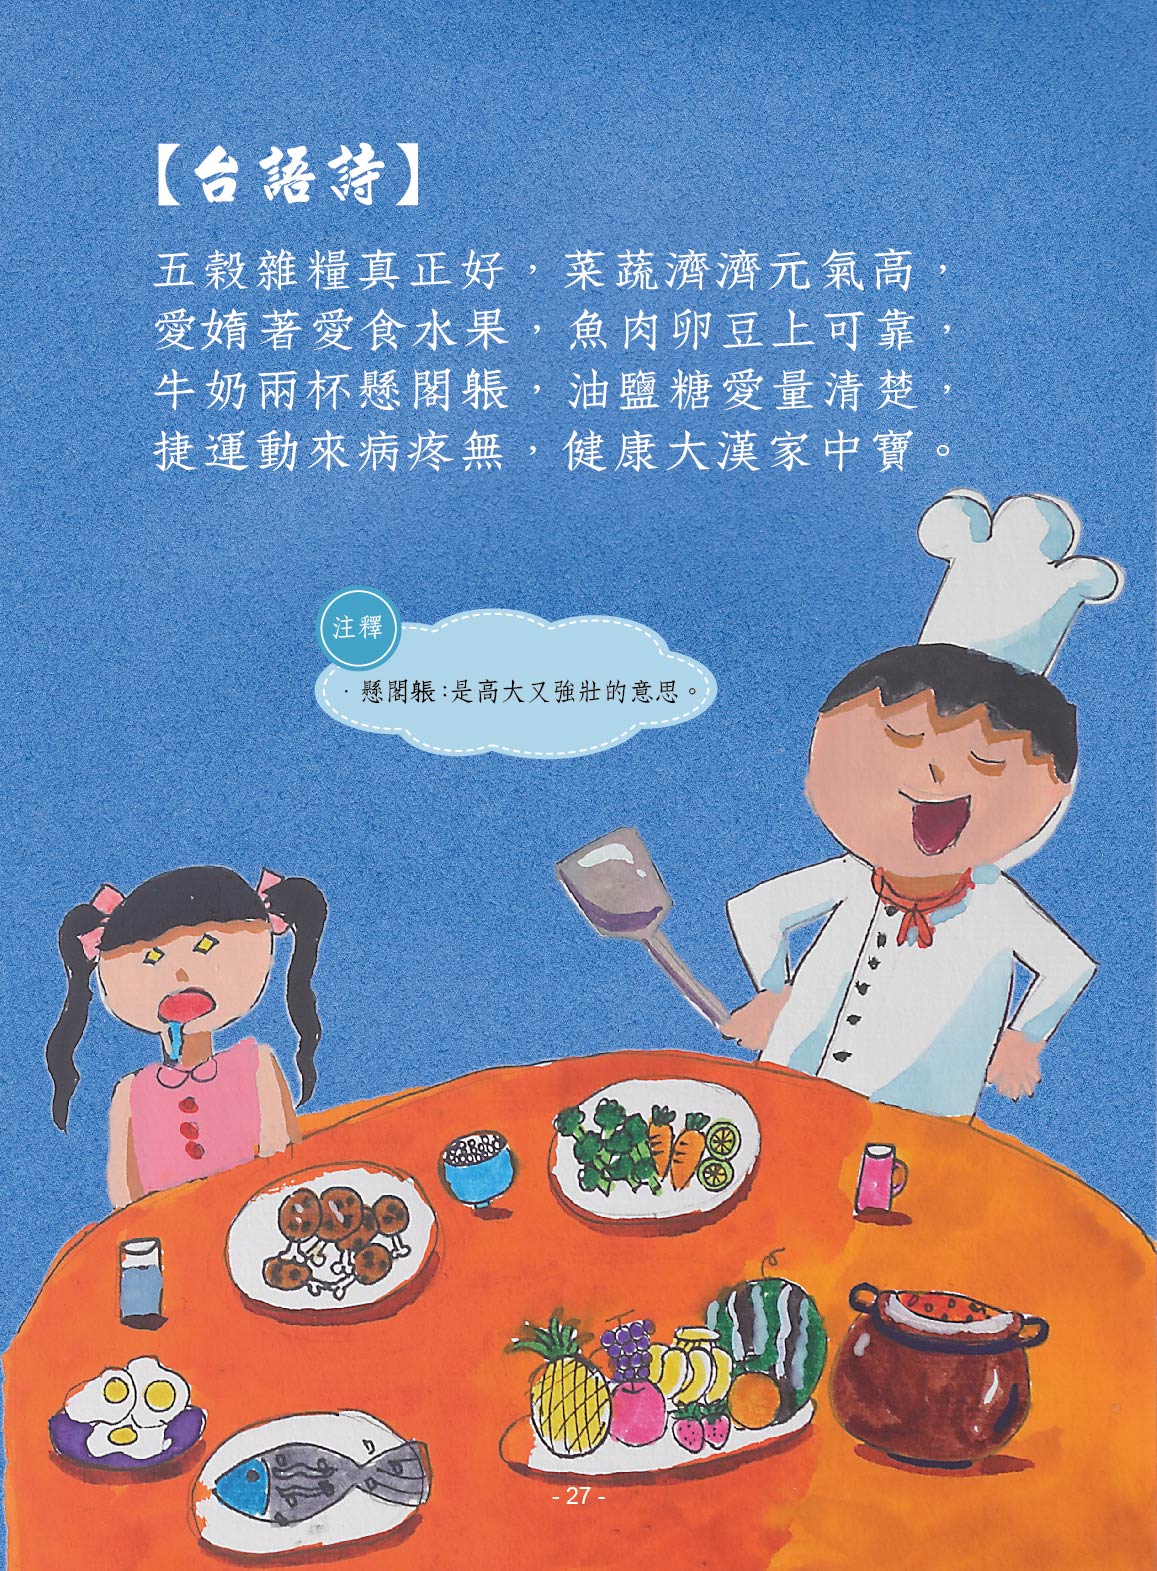 【台語詩】
五穀雜糧真正好，菜蔬濟濟元氣高，
愛媠著愛食水果，魚肉卵豆上可靠，
牛奶兩杯懸閣躼，油鹽糖愛量清楚，
捷運動來病疼無，健康大漢家中寶。
注釋
·懸閣躼：是高大又強壯的意思。
- 27 -